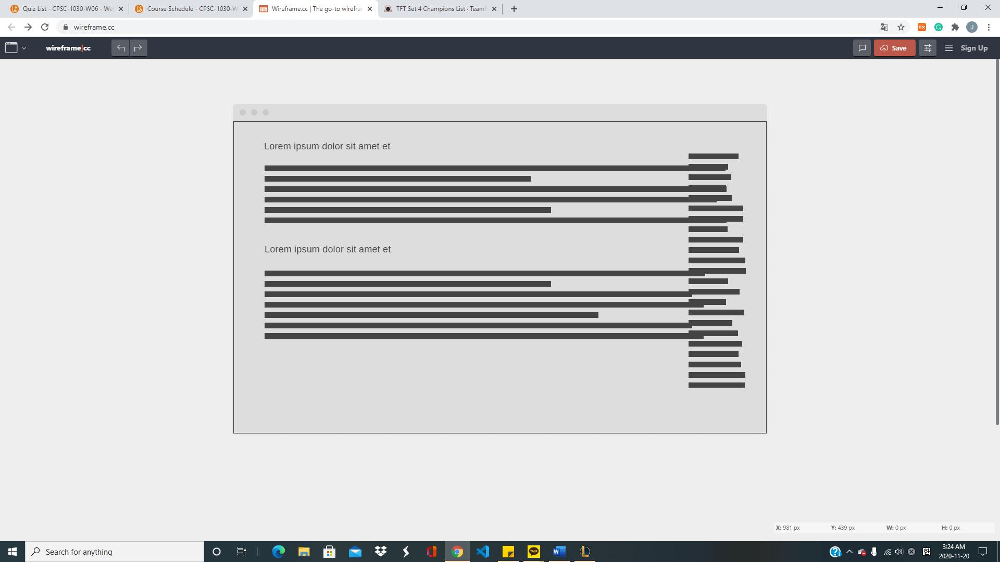 Quiz List - CPSC-1030-W06 - We
Course Schedule - CPSC-1030-W
Wireframe.cc | The go-to wirefra
TFT Set 4 Champions List · Teamf
wireframe.cc
EX
G
J
wireframe|cc
Save
Sign Up
Lorem ipsum dolor sit amet et
Lorem ipsum dolor sit amet et
X: 981 px
Y: 439 px
W: 0 px
H: 0 px
Search for anything
TALK
3:24 AM
2020-11-20